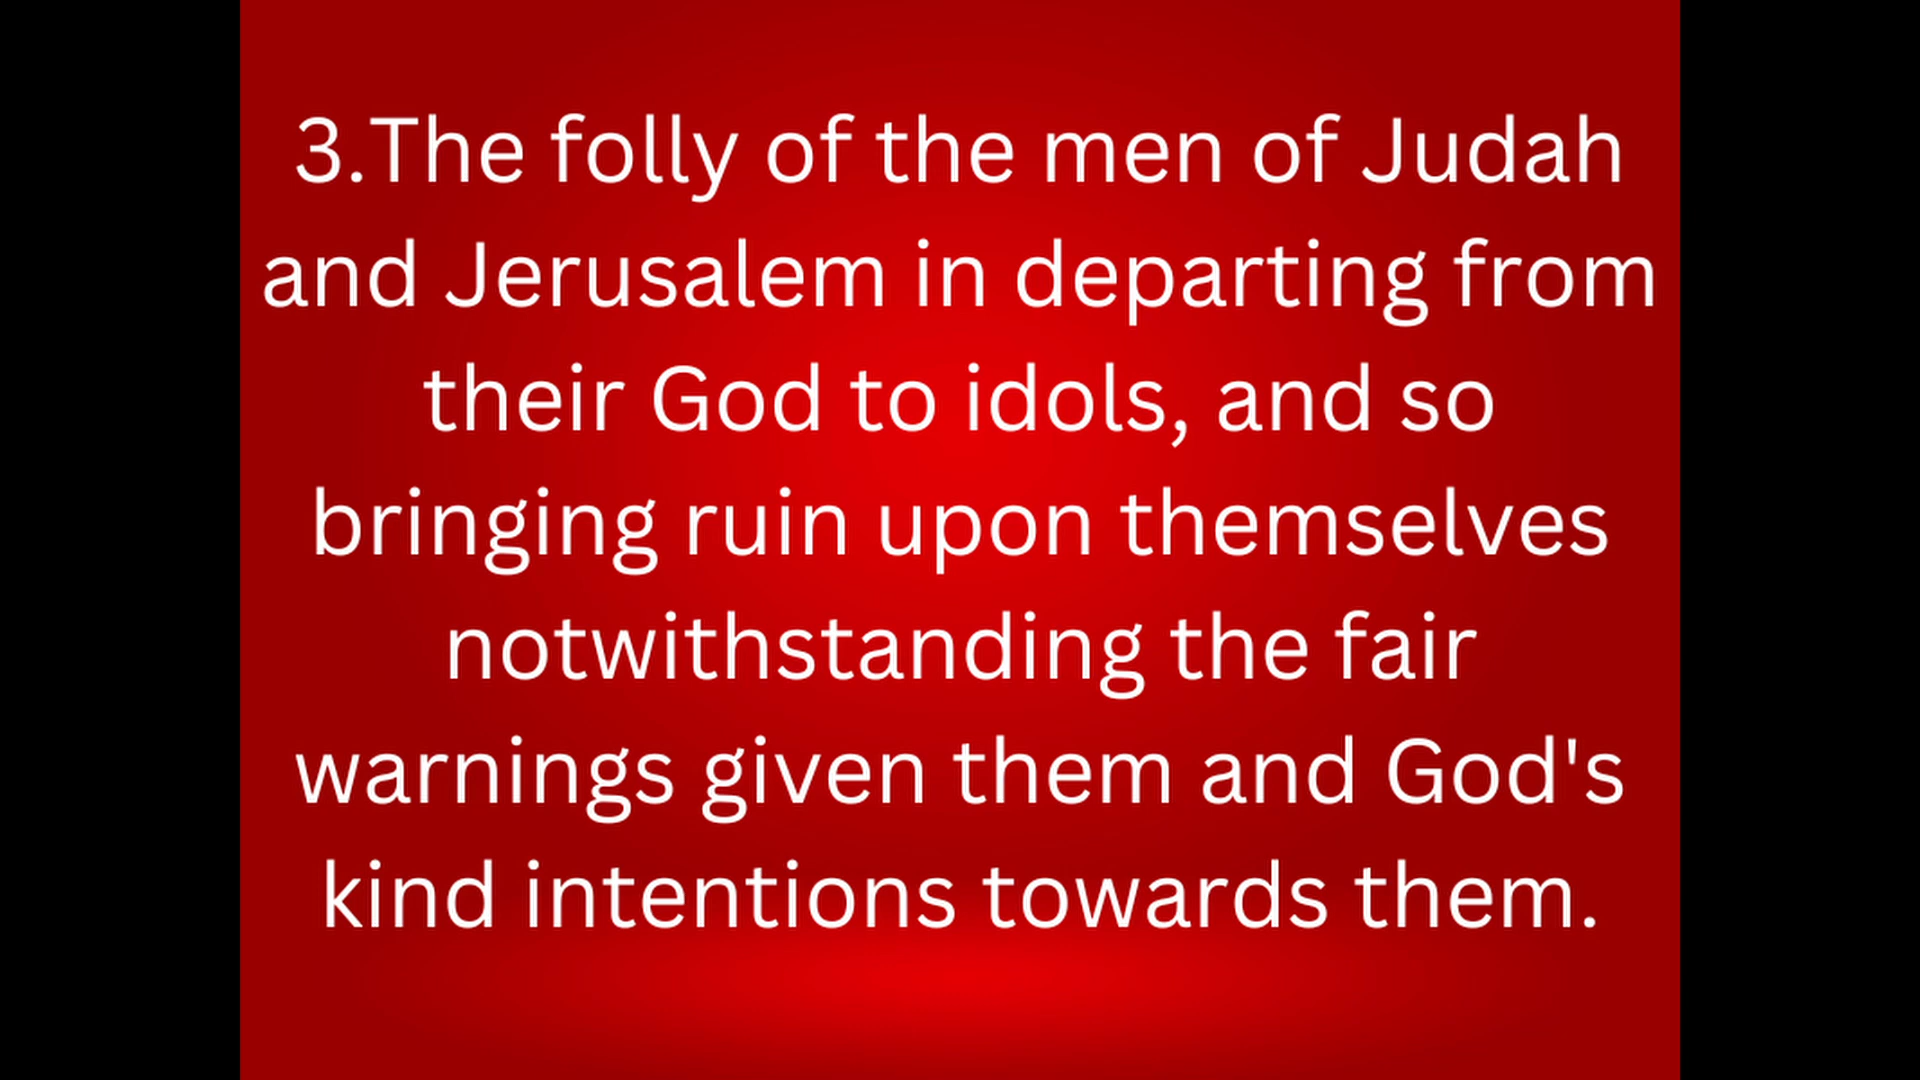 3.The folly of the men of Judah
and Jerusalem in departing from
their God to idols, and so
bringing ruin upon themselves
notwithstanding the fair
warnings given them and God's
kind intentions towards them.